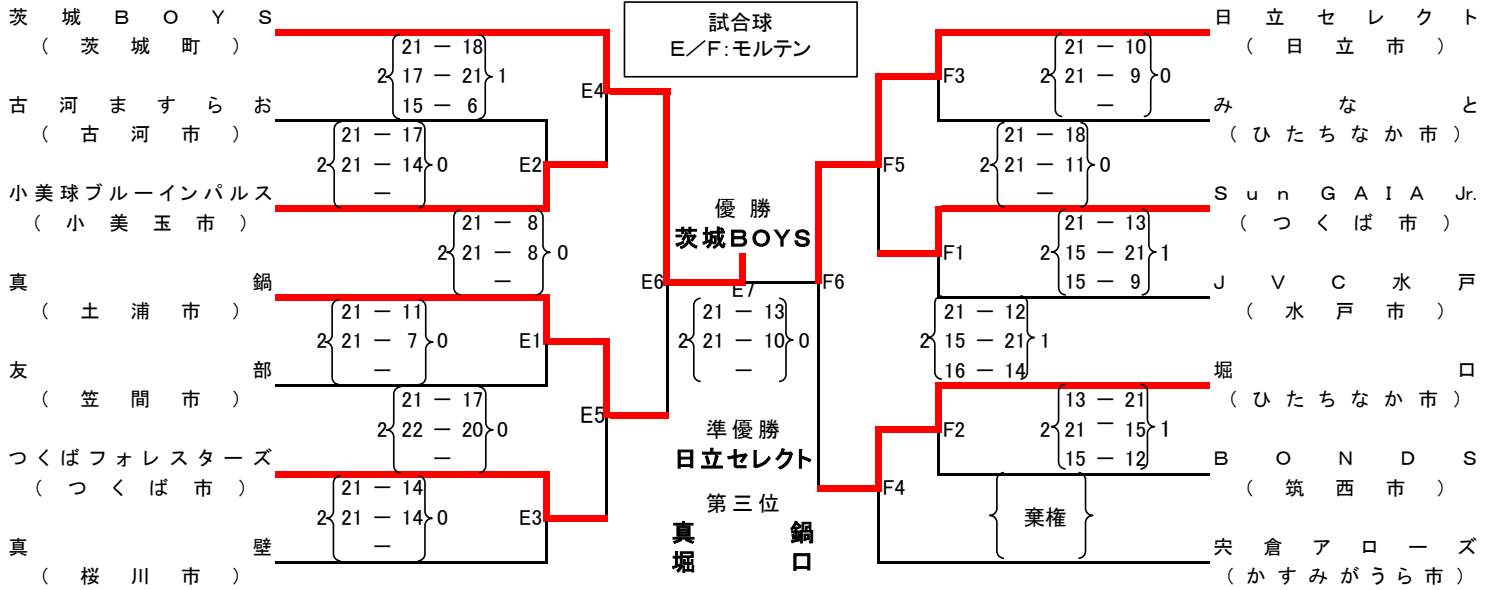 茨城BOYS
(茨城町)
古河ますらお
(古河市)
小美球ブルーインパルス
(小美玉市)
真鍋
(土浦市)
友部
(笠間市)
つくばフォレスターズ
(つくば市)
真壁
(桜川市)
21 － 18
2 17 － 21 1
15 － 6
E4
21 － 17
2 21 － 14 0
－
E2
21 － 8
2 21 － 8 0
－
E6
21 － 11
2 21 － 7 0
－
E1
21 － 17
2 22 － 20 0
－
E5
21 － 14
2 21 － 14 0
－
E3
試合球
E／F:モルテン
優勝
茨城BOYS
E7
21 － 13
2 21 － 10 0
－
準優勝
日立セレクト
第三位
真鍋
堀口
F3
21 － 10
2 21 － 9 0
－
F5
21 － 18
2 21 － 11 0
－
F1
21 － 13
2 15 － 21 1
15 － 9
F6
21 － 12
2 15 － 21 1
16 － 14
F2
13 － 21
2 21 － 15 1
15 － 12
F4
棄権
日立セレクト
(日立市)
みなと
(ひたちなか市)
Sun GAIA Jr.
(つくば市)
JVC水戸
(水戸市)
堀口
(ひたちなか市)
BONDS
(筑西市)
宍倉アローズ
(かすみがうら市)